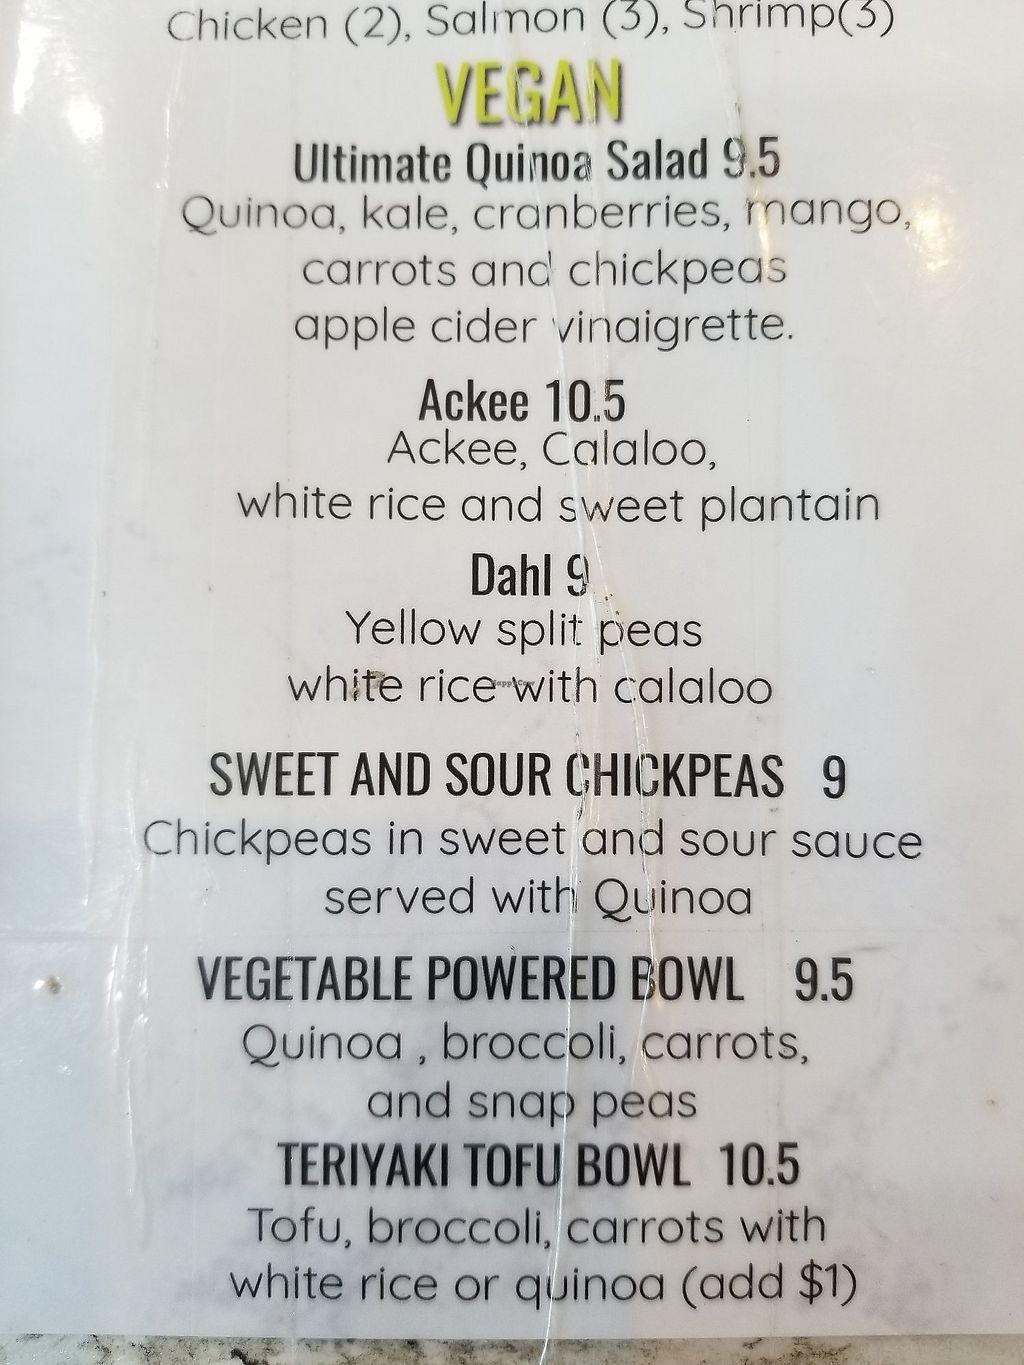 Chicken (2), Salmon (3), Shrimp(3)
VEGAN
Ultimate Quinoa Salad 9.5
Quinoa, kale, cranberries, mango,
carrots and chickpeas
apple cider vinaigrette.
Ackee 10.5
Ackee, Calaloo,
white rice and sweet plantain
Dahl 9
Yellow split peas
white rice with calaloo
HappyCow
SWEET AND SOUR CHICKPEAS 9
Chickpeas in sweet and sour sauce
served with Quinoa
VEGETABLE POWERED BOWL 9.5
Quinoa , broccoli, carrots,
and snap peas
TERIYAKI TOFU BOWL 10.5
Tofu, broccoli, carrots with
white rice or quinoa (add $1)